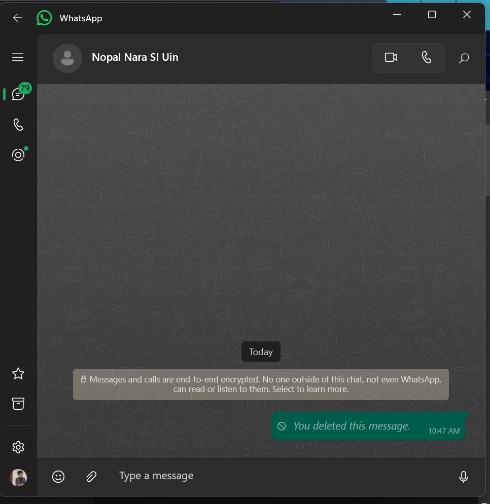 WhatsApp
Nopal Nara SI Uin
79
Today
Messages and calls are end-to-end encrypted. No one outside of this chat, not even WhatsApp,
can read or listen to them. Select to learn more.
You deleted this message.
10:47 AM
Type a message